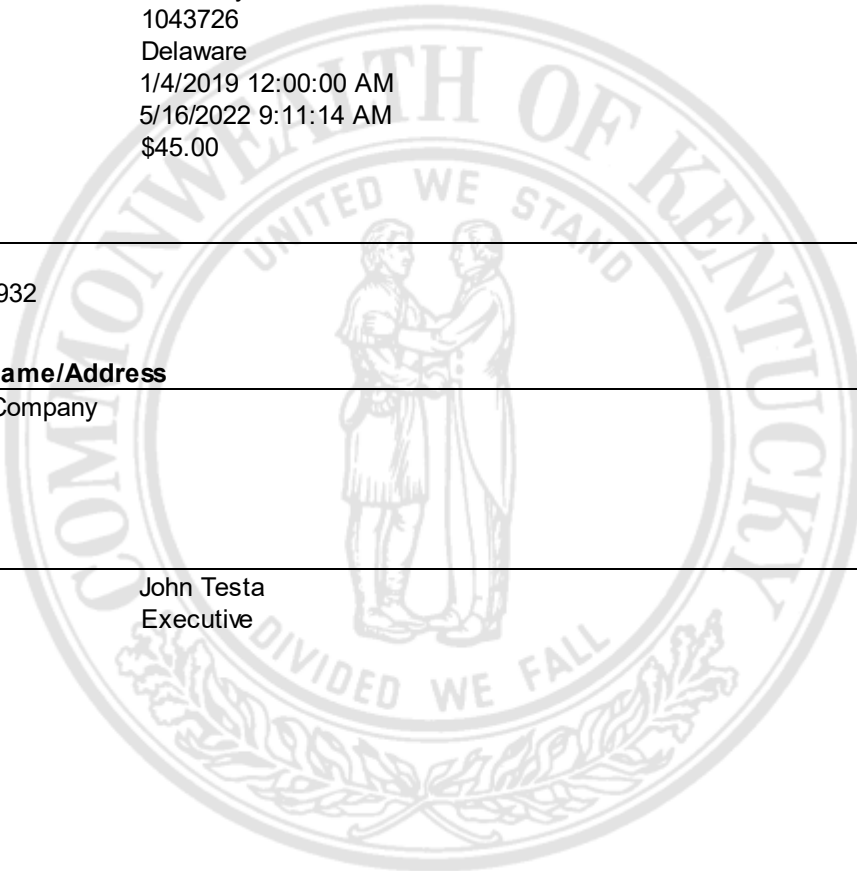 1043726
Delaware
1/4/2019 12:00:00 AM
5/16/2022 9:11:14 AM
$45.00
COMMONWEALTH OF KENTUCKY
UNITED WE STAND
932
ame/Address
Company
John Testa
Executive
DIVIDED WE FALL